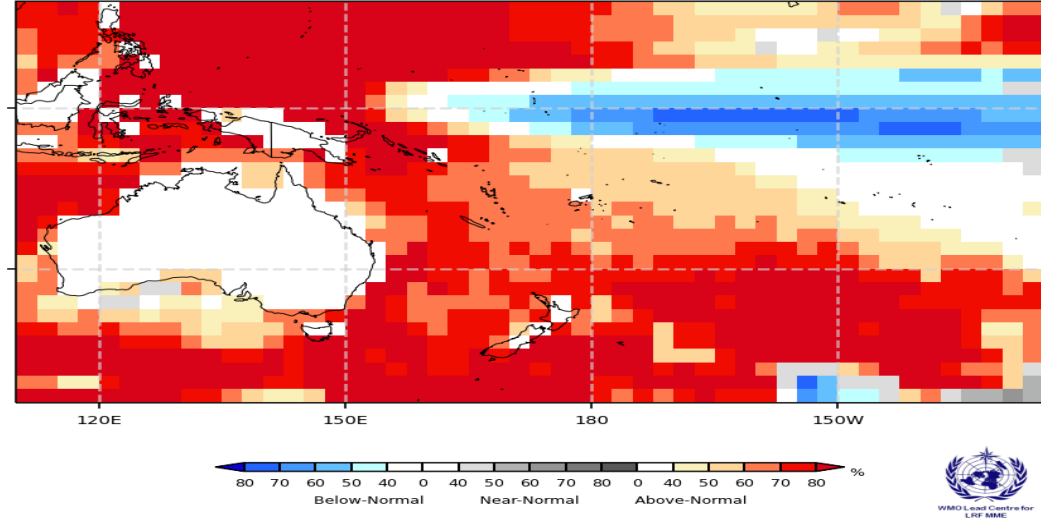 120E 150E 180 150W
80 70 60 50 40 0 40 50 60 70 80 0 40 50 60 70 80 %
Below-Normal Near-Normal Above-Normal
WMO Lead Centre for
LRF MME